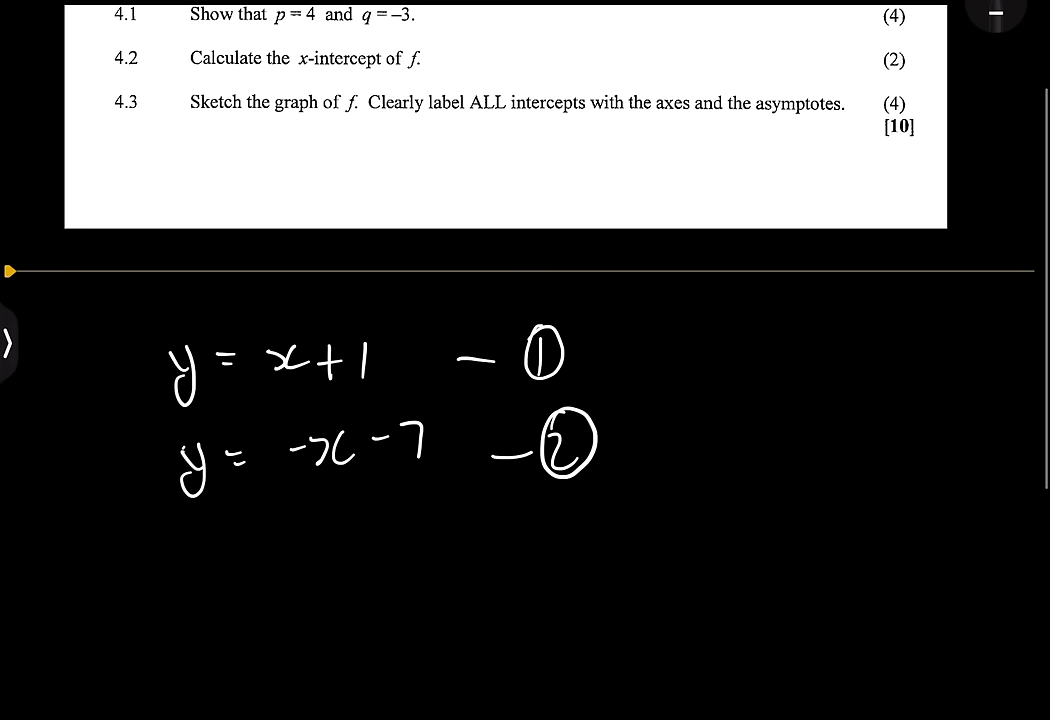 4.1 Show that p = 4 and q = –3. (4)
4.2 Calculate the x-intercept of f. (2)
4.3 Sketch the graph of f. Clearly label ALL intercepts with the axes and the asymptotes. (4)
[10]
y = x + 1 – ①
y = -x - 7 – ②